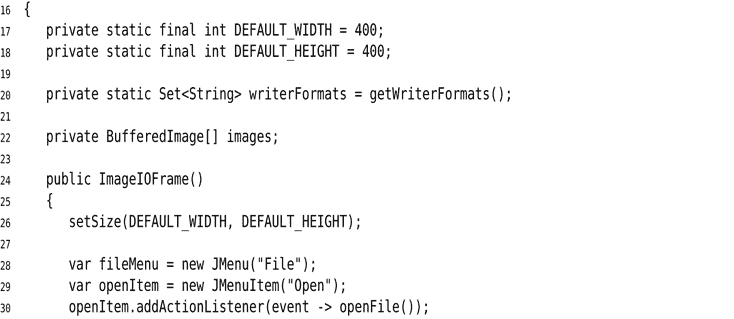 16 {
17    private static final int DEFAULT_WIDTH = 400;
18    private static final int DEFAULT_HEIGHT = 400;
19
20    private static Set<String> writerFormats = getWriterFormats();
21
22    private BufferedImage[] images;
23
24    public ImageIOFrame()
25    {
26       setSize(DEFAULT_WIDTH, DEFAULT_HEIGHT);
27
28       var fileMenu = new JMenu("File");
29       var openItem = new JMenuItem("Open");
30       openItem.addActionListener(event -> openFile());